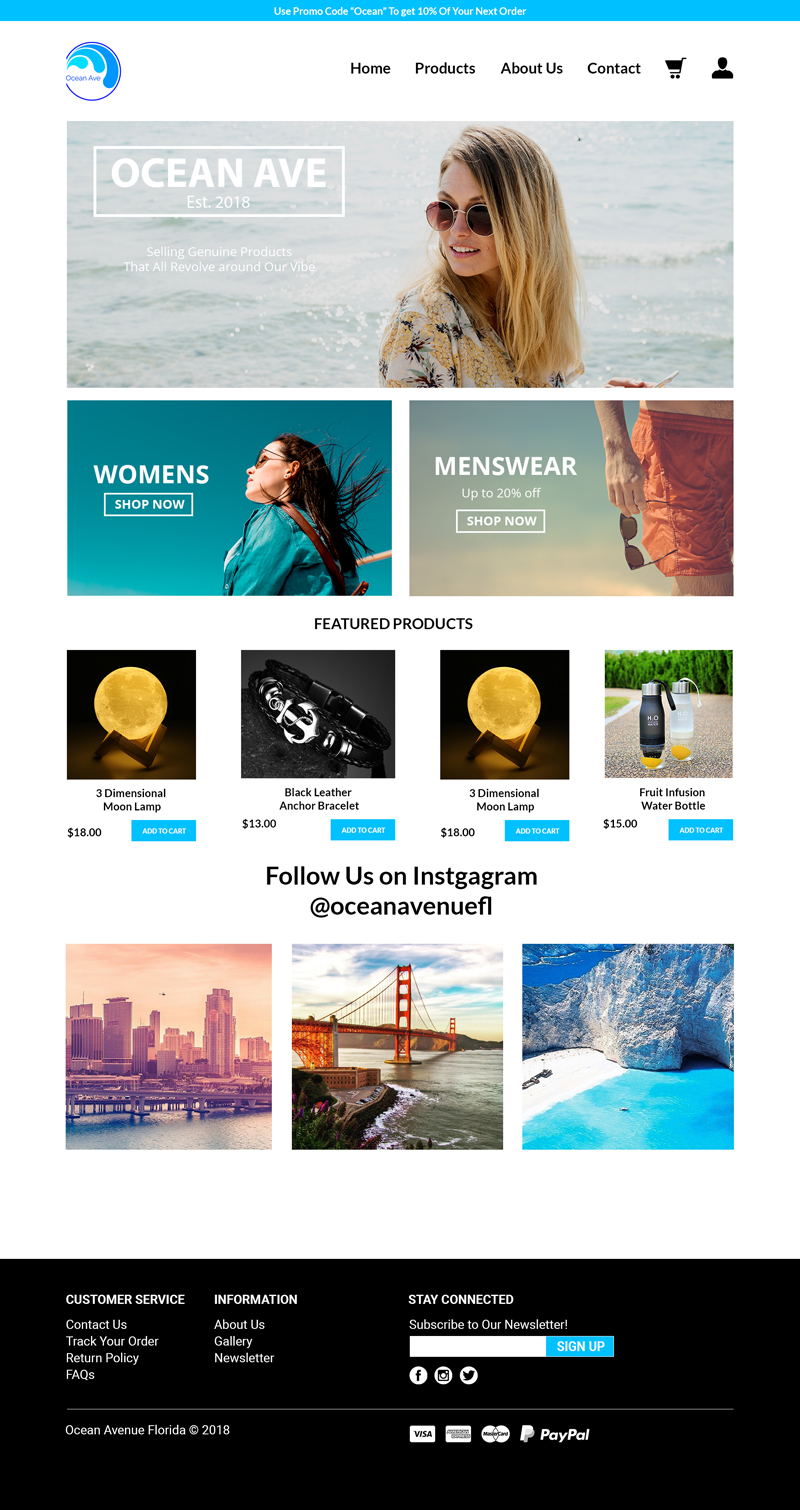 Use Promo Code "Ocean" To get 10% Of Your Next Order
Ocean Ave
Home Products About Us Contact
OCEAN AVE
Est. 2018
Selling Genuine Products
That All Revolve around Our Vibe
WOMENS
SHOP NOW
MENSWEAR
Up to 20% off
SHOP NOW
FEATURED PRODUCTS
3 Dimensional
Moon Lamp
$18.00
ADD TO CART
Black Leather
Anchor Bracelet
$13.00
ADD TO CART
3 Dimensional
Moon Lamp
$18.00
ADD TO CART
H2O
H2O
Fruit Infusion
Water Bottle
$15.00
ADD TO CART
Follow Us on Instgagram
@oceanavenuefl
CUSTOMER SERVICE
Contact Us
Track Your Order
Return Policy
FAQs
INFORMATION
About Us
Gallery
Newsletter
STAY CONNECTED
Subscribe to Our Newsletter!
SIGN UP
Ocean Avenue Florida © 2018
VISA
AMERICAN EXPRESS
MasterCard
PayPal